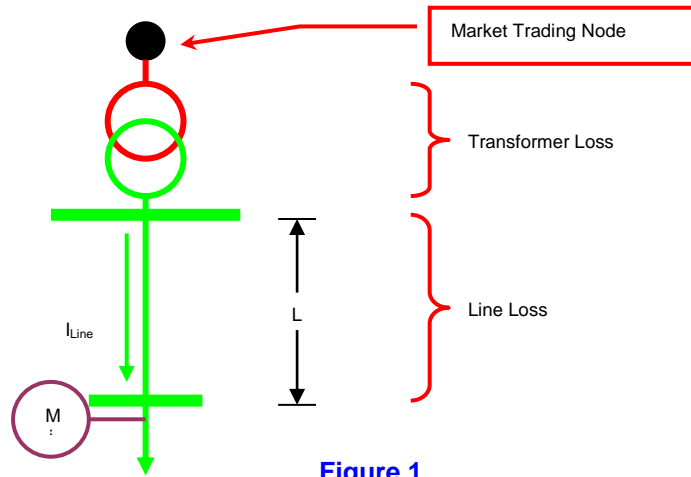 Market Trading Node
Transformer Loss
L
Line Loss
ILine
M
:
Figure 1